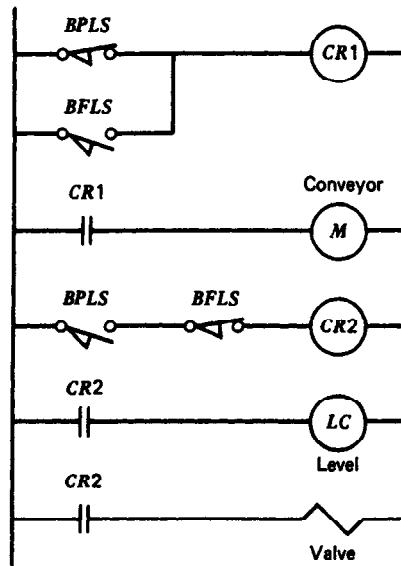 BPLS
CR1
BFLS
CR1
Conveyor
M
BPLS
BFLS
CR2
CR2
LC
Level
CR2
Valve